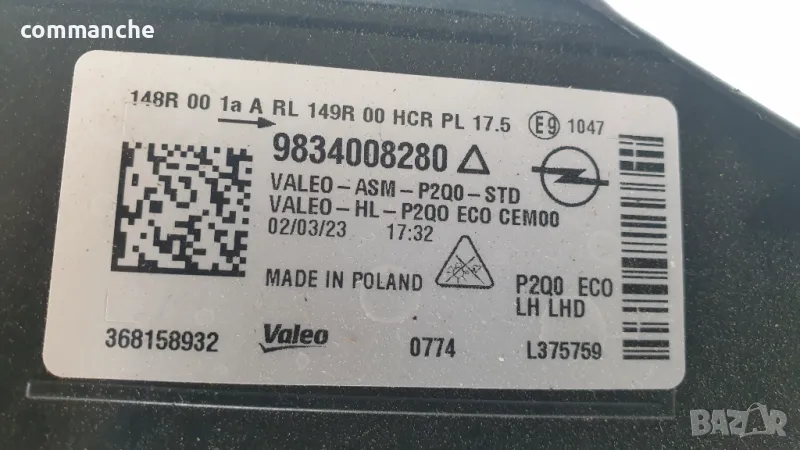 commanche
148R 00 1a A RL 149R 00 HCR PL 17.5 E9 1047
9834008280
VALEO-ASM-P2Q0-STD
VALEO-HL-P2Q0 ECO CEM00
02/03/23 17:32
MADE IN POLAND
P2Q0 ECO
LH LHD
368158932 Valeo 0774 L375759
BAZAR